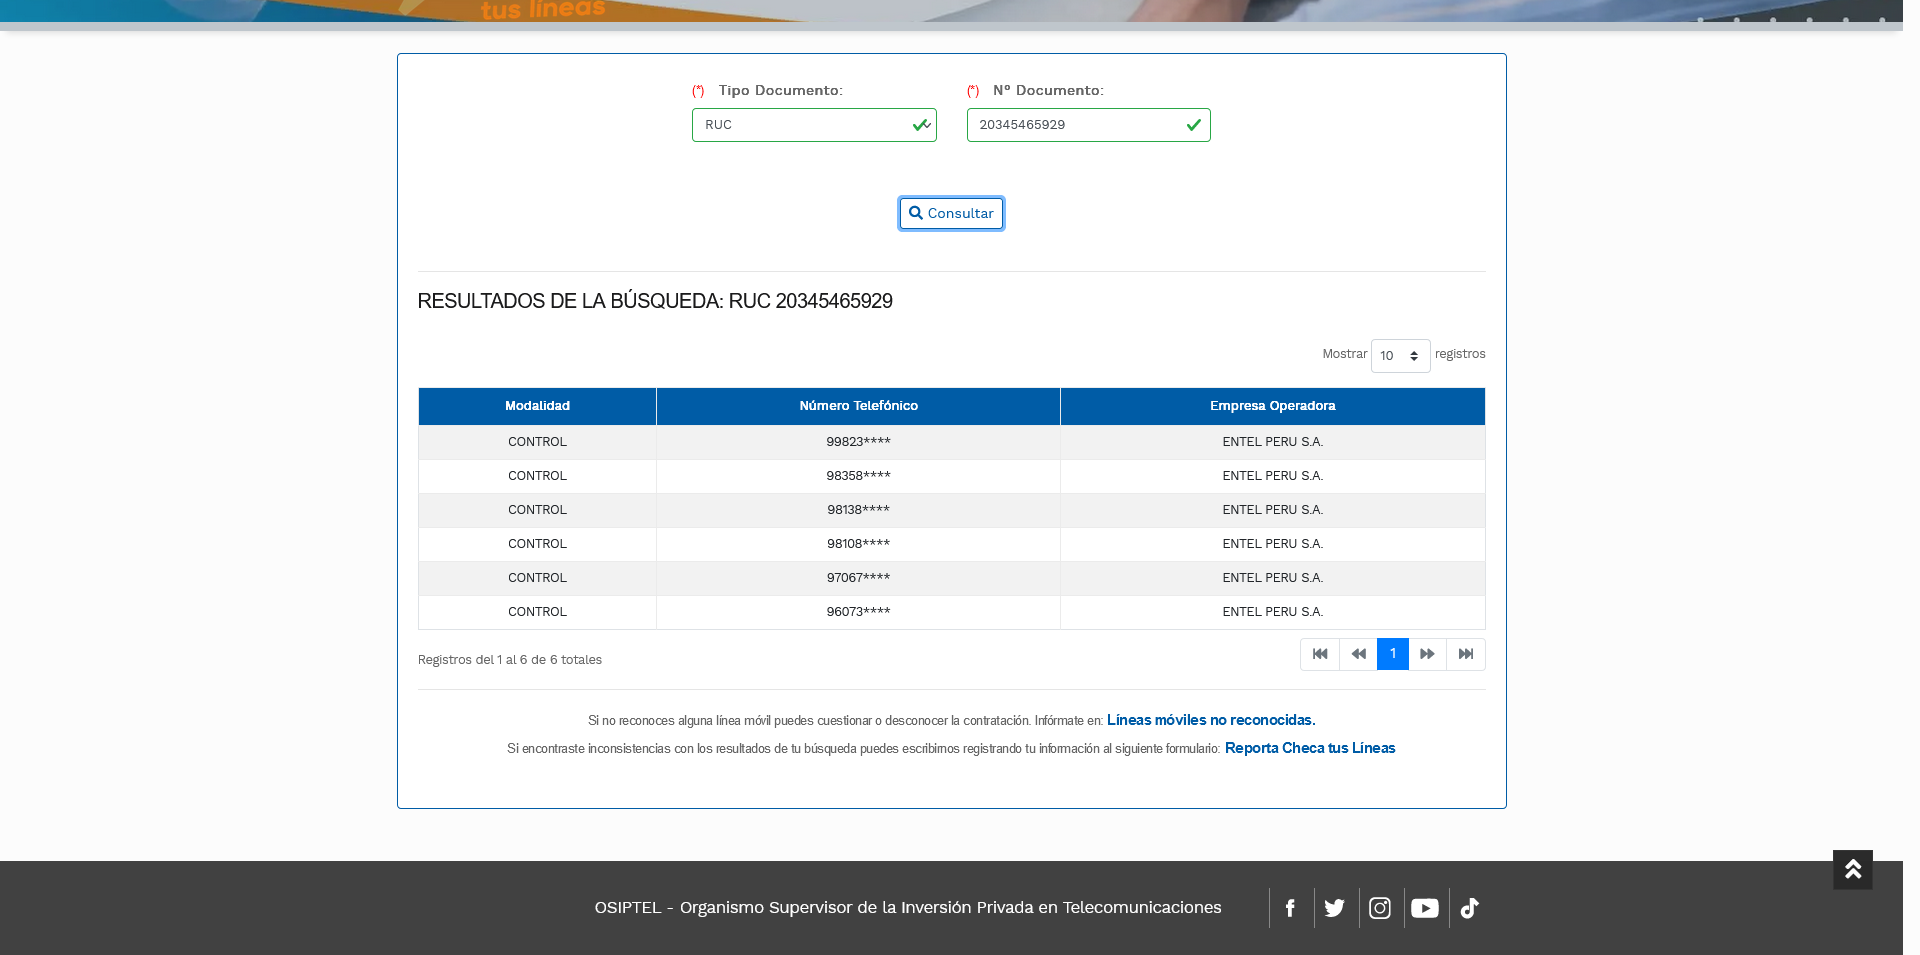 tus líneas
(*) Tipo Documento:
(*) Nº Documento:
RUC
20345465929
Consultar
RESULTADOS DE LA BÚSQUEDA: RUC 20345465929
Mostrar 10 registros
Modalidad Número Telefónico Empresa Operadora
CONTROL 99823**** ENTEL PERU S.A.
CONTROL 98358**** ENTEL PERU S.A.
CONTROL 98138**** ENTEL PERU S.A.
CONTROL 98108**** ENTEL PERU S.A.
CONTROL 97067**** ENTEL PERU S.A.
CONTROL 96073**** ENTEL PERU S.A.
Registros del 1 al 6 de 6 totales
1
Si no reconoces alguna línea móvil puedes cuestionar o desconocer la contratación. Infórmate en: Líneas móviles no reconocidas.
Si encontraste inconsistencias con los resultados de tu búsqueda puedes escribirnos registrando tu información al siguiente formulario: Reporta Checa tus Líneas
OSIPTEL - Organismo Supervisor de la Inversión Privada en Telecomunicaciones